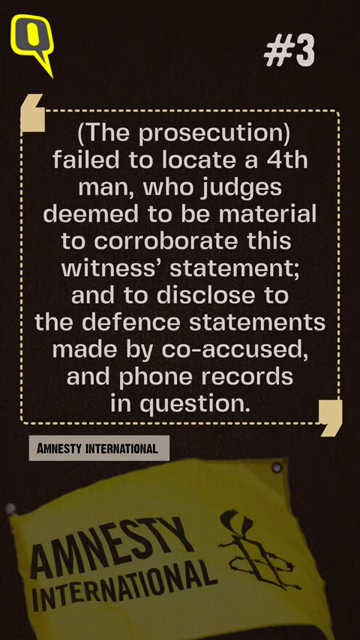 Q
#3
(The prosecution)
failed to locate a 4th
man, who judges
deemed to be material
to corroborate this
witness’ statement;
and to disclose to
the defence statements
made by co-accused,
and phone records
in question.
AMNESTY INTERNATIONAL
AMNESTY
INTERNATIONAL